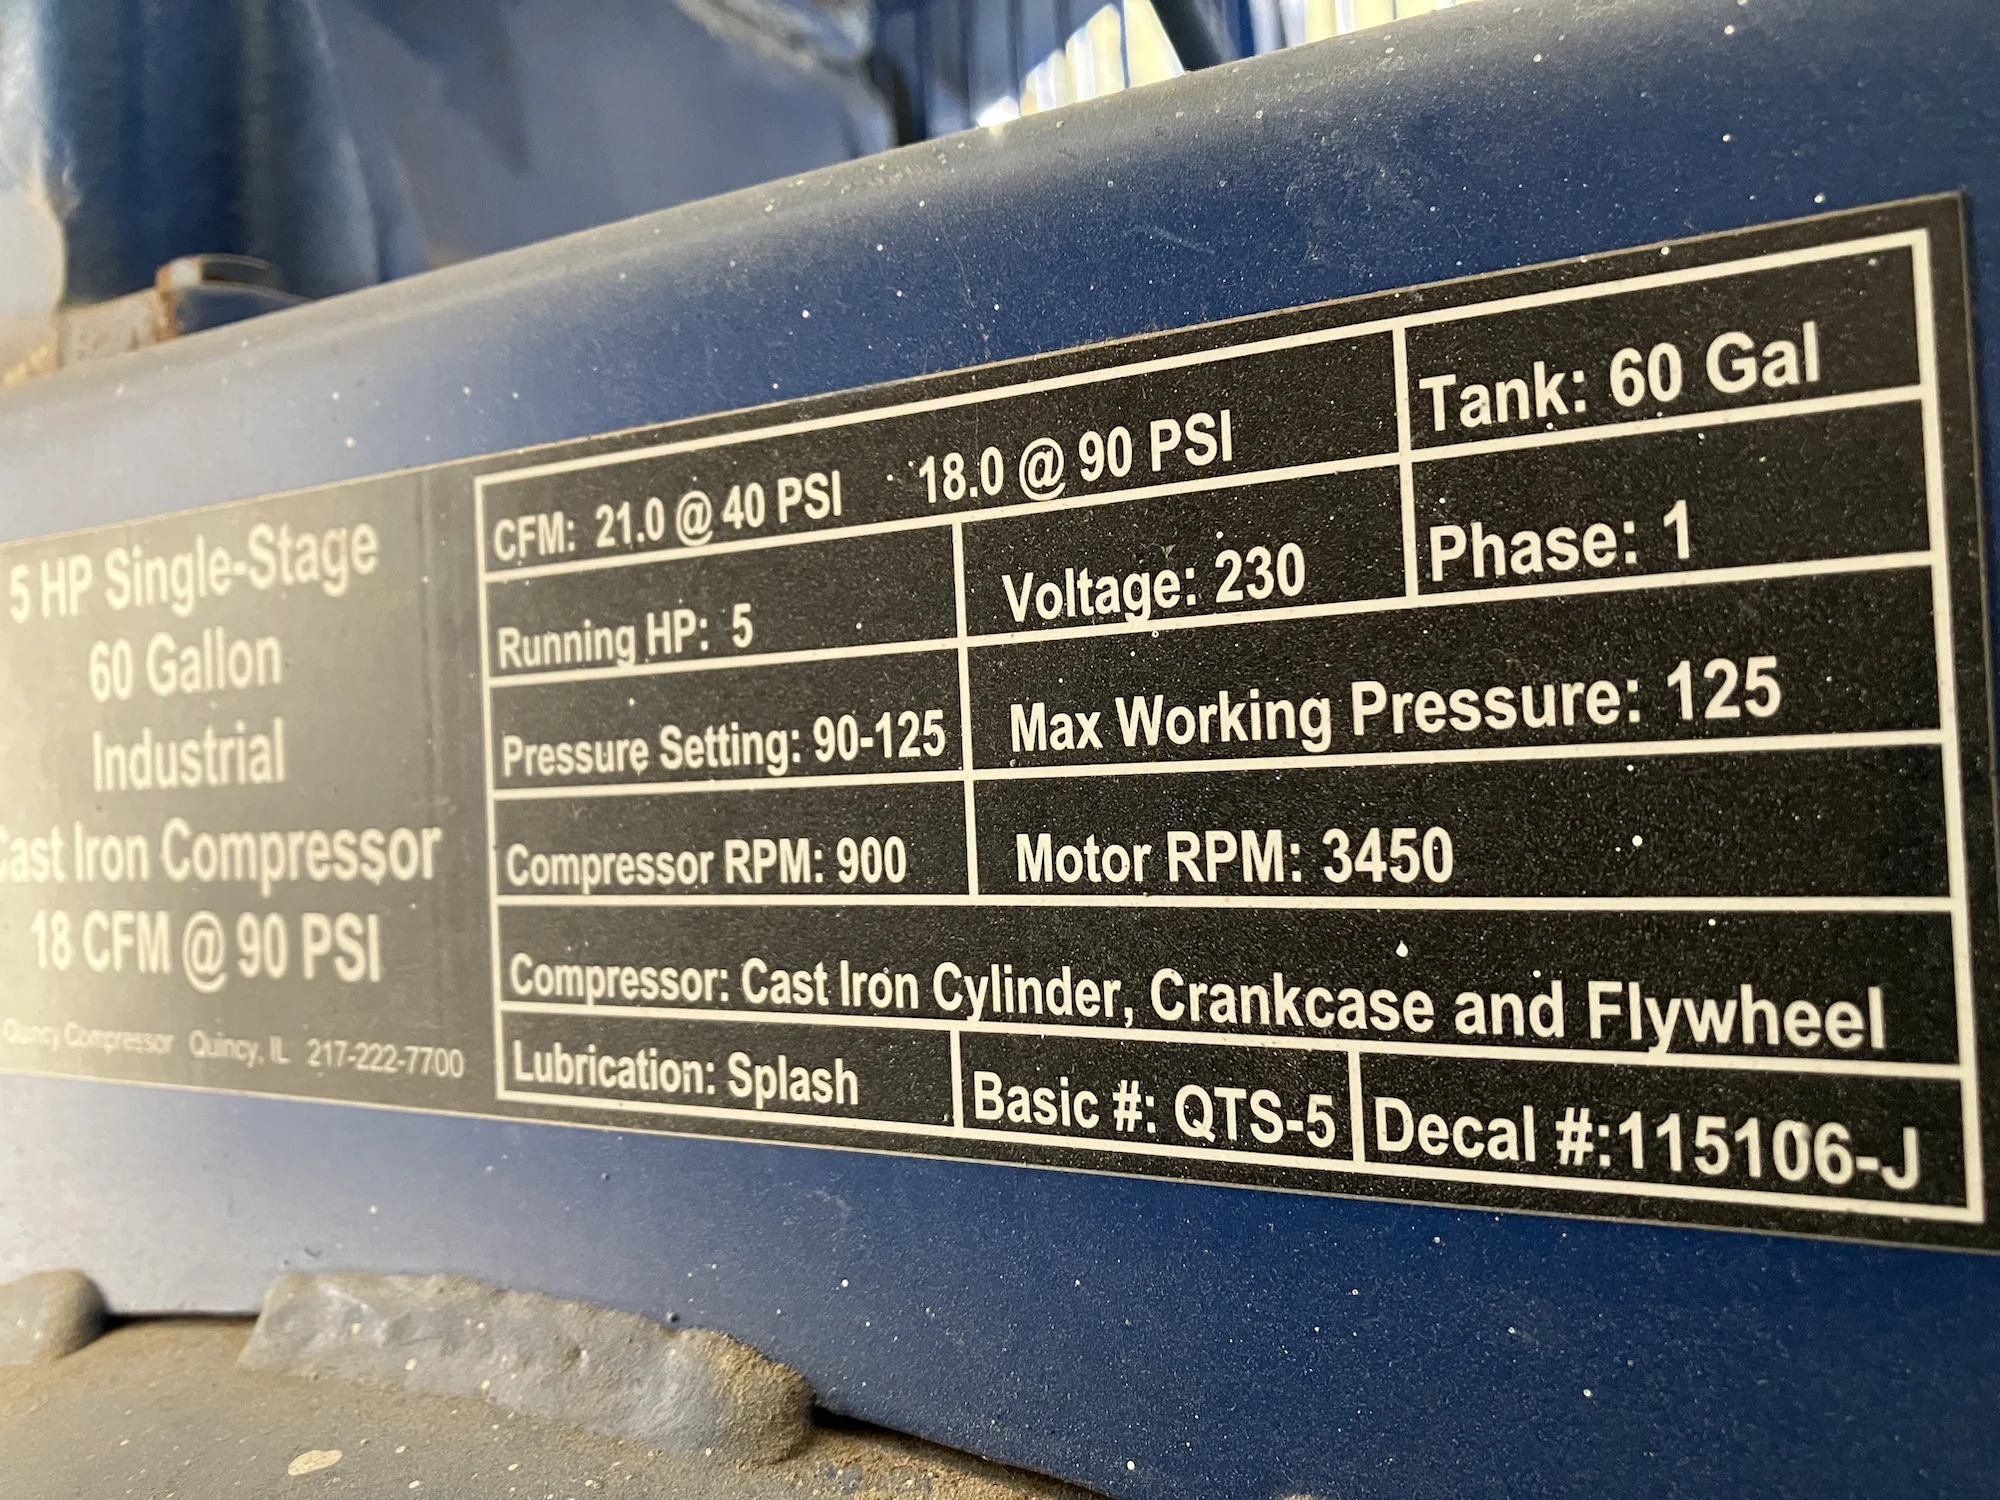 5 HP Single-Stage
60 Gallon
Industrial
Cast Iron Compressor
18 CFM @ 90 PSI
Quincy Compressor Quincy, IL 217-222-7700
CFM: 21.0 @ 40 PSI 18.0 @ 90 PSI
Tank: 60 Gal
Running HP: 5
Voltage: 230
Phase: 1
Pressure Setting: 90-125
Max Working Pressure: 125
Compressor RPM: 900
Motor RPM: 3450
Compressor: Cast Iron Cylinder, Crankcase and Flywheel
Lubrication: Splash
Basic #: QTS-5
Decal #:115106-J